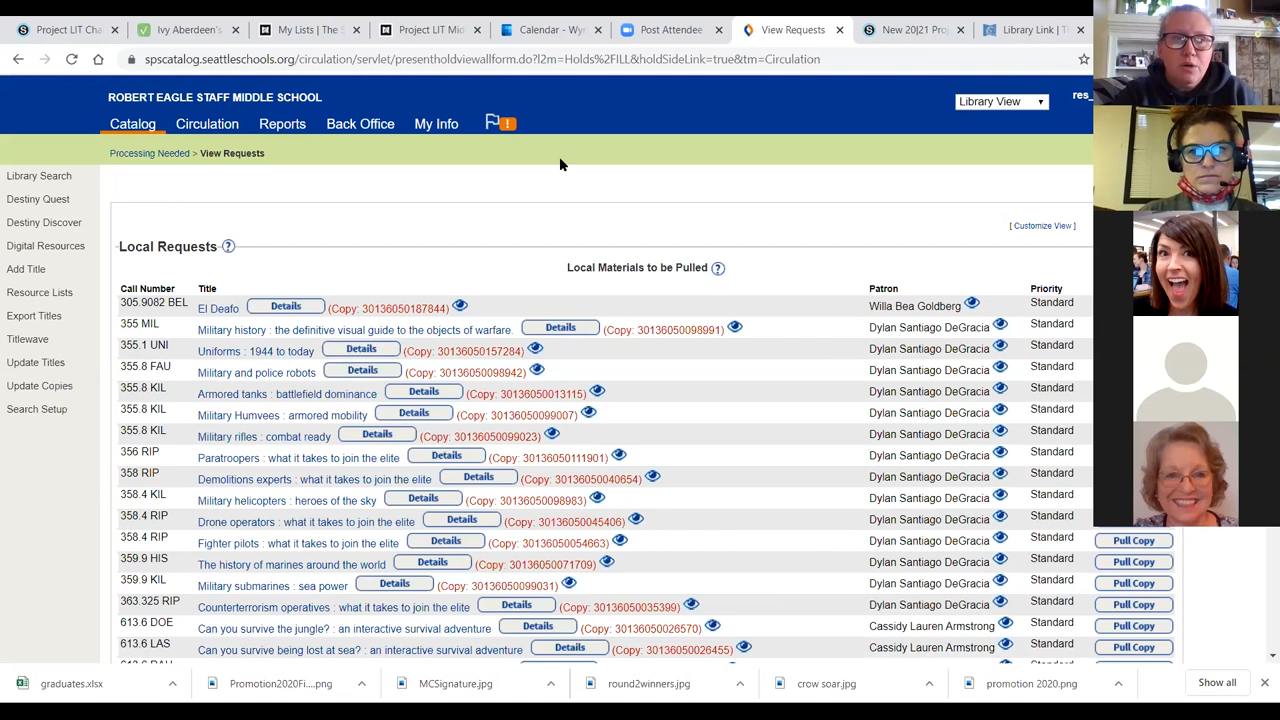 Project LIT Cha
Ivy Aberdeen's
My Lists | The S
Project LIT Mid
Calendar - Wy
Post Attendee
View Requests
New 20J21 Proj
Library Link | Th
spscatalog.seattleschools.org/circulation/servlet/presentholdviewallform.do?l2m=Holds%2FILL&holdSideLink=true&tm=Circulation
ROBERT EAGLE STAFF MIDDLE SCHOOL
Library View
res_
Catalog Circulation Reports Back Office My Info
Processing Needed > View Requests
Library Search
Destiny Quest
Destiny Discover
Digital Resources
Add Title
Resource Lists
Export Titles
Titlewave
Update Titles
Update Copies
Search Setup
[ Customize View ]
Local Requests ?
Local Materials to be Pulled ?
Call Number Title Patron Priority
305.9082 BEL El Deafo Details (Copy: 30136050187844) Willa Bea Goldberg Standard
355 MIL Military history : the definitive visual guide to the objects of warfare. Details (Copy: 30136050098991) Dylan Santiago DeGracia Standard
355.1 UNI Uniforms : 1944 to today Details (Copy: 30136050157284) Dylan Santiago DeGracia Standard
355.8 FAU Military and police robots Details (Copy: 30136050098942) Dylan Santiago DeGracia Standard
355.8 KIL Armored tanks : battlefield dominance Details (Copy: 30136050013115) Dylan Santiago DeGracia Standard
355.8 KIL Military Humvees : armored mobility Details (Copy: 30136050099007) Dylan Santiago DeGracia Standard
355.8 KIL Military rifles : combat ready Details (Copy: 30136050099023) Dylan Santiago DeGracia Standard
356 RIP Paratroopers : what it takes to join the elite Details (Copy: 30136050111901) Dylan Santiago DeGracia Standard
358 RIP Demolitions experts : what it takes to join the elite Details (Copy: 30136050040654) Dylan Santiago DeGracia Standard
358.4 KIL Military helicopters : heroes of the sky Details (Copy: 30136050098983) Dylan Santiago DeGracia Standard
358.4 RIP Drone operators : what it takes to join the elite Details (Copy: 30136050045406) Dylan Santiago DeGracia Standard
358.4 RIP Fighter pilots : what it takes to join the elite Details (Copy: 30136050054663) Dylan Santiago DeGracia Standard Pull Copy
359.9 HIS The history of marines around the world Details (Copy: 30136050071709) Dylan Santiago DeGracia Standard Pull Copy
359.9 KIL Military submarines : sea power Details (Copy: 30136050099031) Dylan Santiago DeGracia Standard Pull Copy
363.325 RIP Counterterrorism operatives : what it takes to join the elite Details (Copy: 30136050035399) Dylan Santiago DeGracia Standard Pull Copy
613.6 DOE Can you survive the jungle? : an interactive survival adventure Details (Copy: 30136050026570) Cassidy Lauren Armstrong Standard Pull Copy
613.6 LAS Can you survive being lost at sea? : an interactive survival adventure Details (Copy: 30136050026455) Cassidy Lauren Armstrong Standard Pull Copy
graduates.xlsx
Promotion2020Fi....png
MCSignature.jpg
round2winners.jpg
crow soar.jpg
promotion 2020.png
Show all